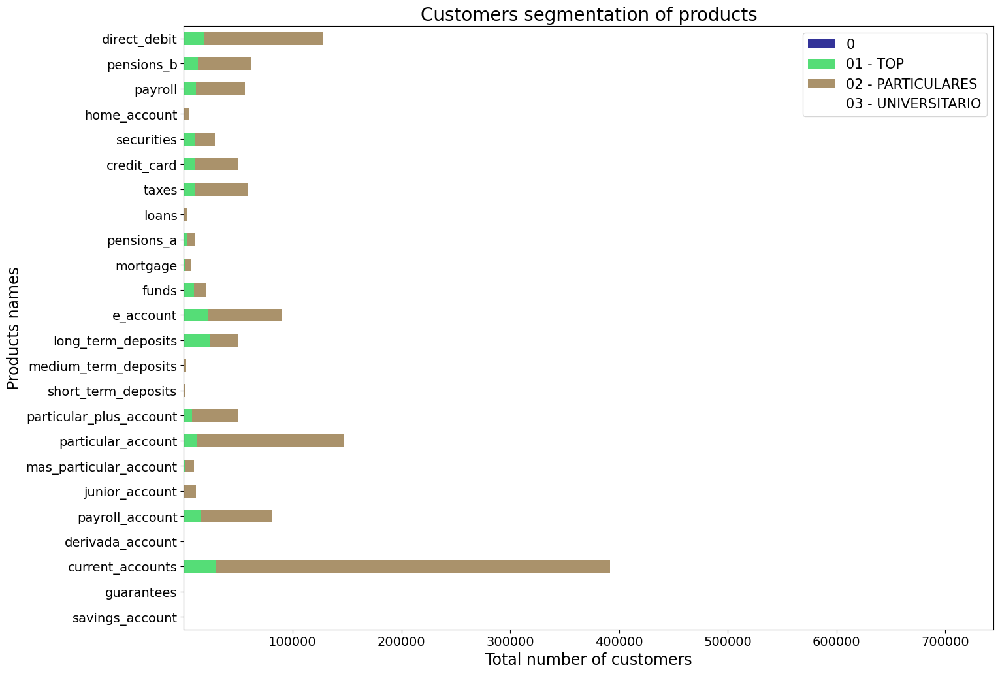 Customers segmentation of products
direct_debit
pensions_b
payroll
home_account
securities
credit_card
taxes
loans
pensions_a
mortgage
funds
e_account
long_term_deposits
medium_term_deposits
short_term_deposits
particular_plus_account
particular_account
mas_particular_account
junior_account
payroll_account
derivada_account
current_accounts
guarantees
savings_account
Products names
0
01 - TOP
02 - PARTICULARES
03 - UNIVERSITARIO
100000 200000 300000 400000 500000 600000 700000
Total number of customers